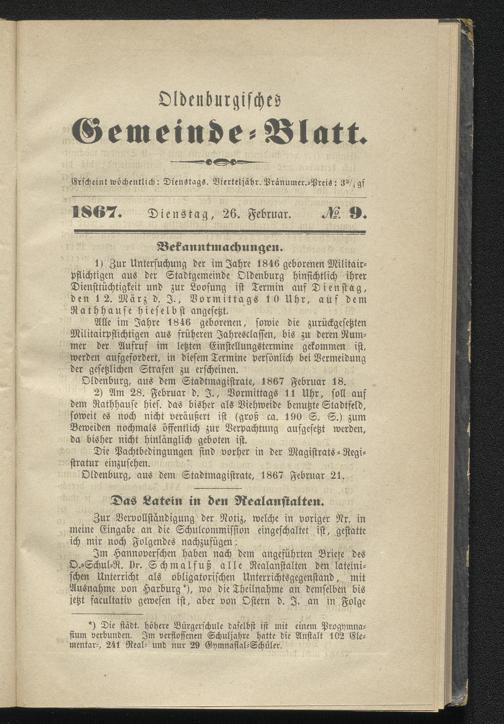 Oldenburgisches
Gemeinde-Blatt.
Erscheint wöchentlich: Dienstags. Vierteljähr. Pränumer.-Preis: 3¾ gs
1867. Dienstag, 26. Februar. № 9.
Bekanntmachungen.
1) Zur Untersuchung der im Jahre 1846 geborenen Militair-
pflichtigen aus der Stadtgemeinde Oldenburg hinsichtlich ihrer
Diensttüchtigkeit und zur Loosung ist Termin auf Dienstag,
den 12. März d. J., Vormittags 10 Uhr, auf dem
Rathhause hieselbst angesetzt.
Alle im Jahre 1846 geborenen, sowie die zurückgesetzten
Militairpflichtigen aus früheren Jahresclassen, bis zu deren Num-
mer der Aufruf im letzten Einstellungstermine gekommen ist,
werden aufgefordert, in diesem Termine persönlich bei Vermeidung
der gesetzlichen Strafen zu erscheinen.
Oldenburg, aus dem Stadtmagistrate, 1867 Februar 18.
2) Am 28. Februar d. J., Vormittags 11 Uhr, soll auf
dem Rathhause hies. das bisher als Viehweide benutzte Stadtfeld,
soweit es noch nicht veräußert ist (groß ca. 190 S. S.) zum
Beweiden nochmals öffentlich zur Verpachtung aufgesetzt werden,
da bisher nicht hinlänglich geboten ist.
Die Pachtbedingungen sind vorher in der Magistrats-Regi-
stratur einzusehen.
Oldenburg, aus dem Stadtmagistrate, 1867 Februar 21.
Das Latein in den Realanstalten.
Zur Vervollständigung der Notiz, welche in voriger Nr. in
meine Eingabe an die Schulcommission eingeschaltet ist, gestatte
ich mir noch Folgendes nachzufügen:
Im Hannoverschen haben nach dem angeführten Briefe des
O.-Schul-R. Dr. Schmalfuß alle Realanstalten den lateini-
schen Unterricht als obligatorischen Unterrichtsgegenstand, mit
Ausnahme von Harburg*), wo die Theilnahme an demselben bis
jetzt facultativ gewesen ist, aber von Ostern d. J. an in Folge
*) Die städt. höhere Bürgerschule daselbst ist mit einem Progymna-
sium verbunden. Im verflossenen Schuljahre hatte die Anstalt 102 Ele-
mentar-, 241 Real- und nur 29 Gymnasial-Schüler.